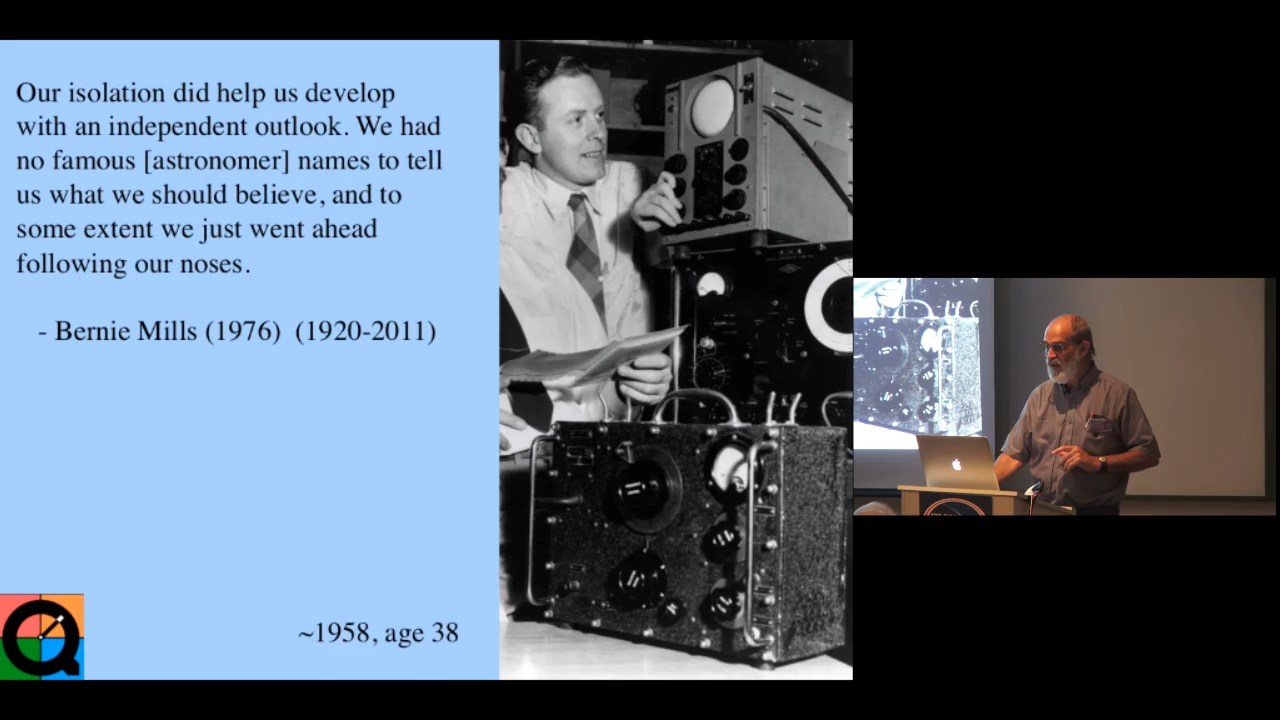 Our isolation did help us develop
with an independent outlook. We had
no famous [astronomer] names to tell
us what we should believe, and to
some extent we just went ahead
following our noses.
- Bernie Mills (1976) (1920-2011)
~1958, age 38